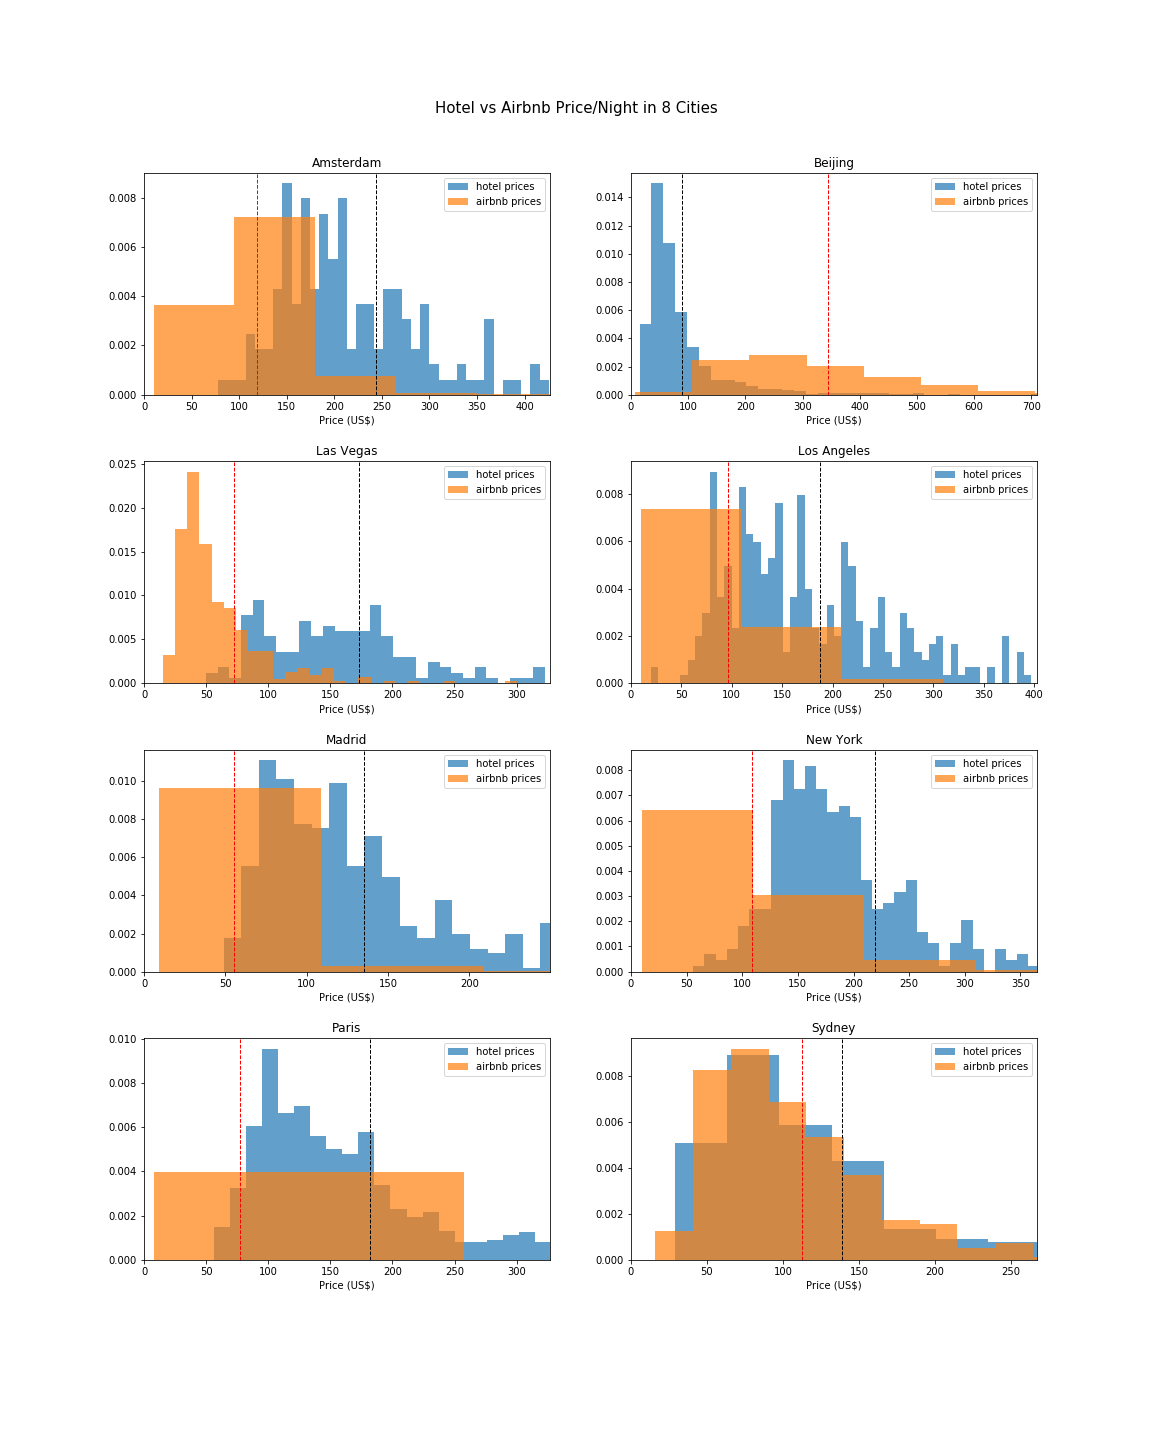 Hotel vs Airbnb Price/Night in 8 Cities
Amsterdam
hotel prices
airbnb prices
0.008
0.006
0.004
0.002
0.000
0 50 100 150 200 250 300 350 400
Price (US$)
Beijing
hotel prices
airbnb prices
0.014
0.012
0.010
0.008
0.006
0.004
0.002
0.000
0 100 200 300 400 500 600 700
Price (US$)
Las Vegas
hotel prices
airbnb prices
0.025
0.020
0.015
0.010
0.005
0.000
0 50 100 150 200 250 300
Price (US$)
Los Angeles
hotel prices
airbnb prices
0.008
0.006
0.004
0.002
0.000
0 50 100 150 200 250 300 350 400
Price (US$)
Madrid
hotel prices
airbnb prices
0.010
0.008
0.006
0.004
0.002
0.000
0 50 100 150 200
Price (US$)
New York
hotel prices
airbnb prices
0.008
0.007
0.006
0.005
0.004
0.003
0.002
0.001
0.000
0 50 100 150 200 250 300 350
Price (US$)
Paris
hotel prices
airbnb prices
0.010
0.008
0.006
0.004
0.002
0.000
0 50 100 150 200 250 300
Price (US$)
Sydney
hotel prices
airbnb prices
0.008
0.006
0.004
0.002
0.000
0 50 100 150 200 250
Price (US$)